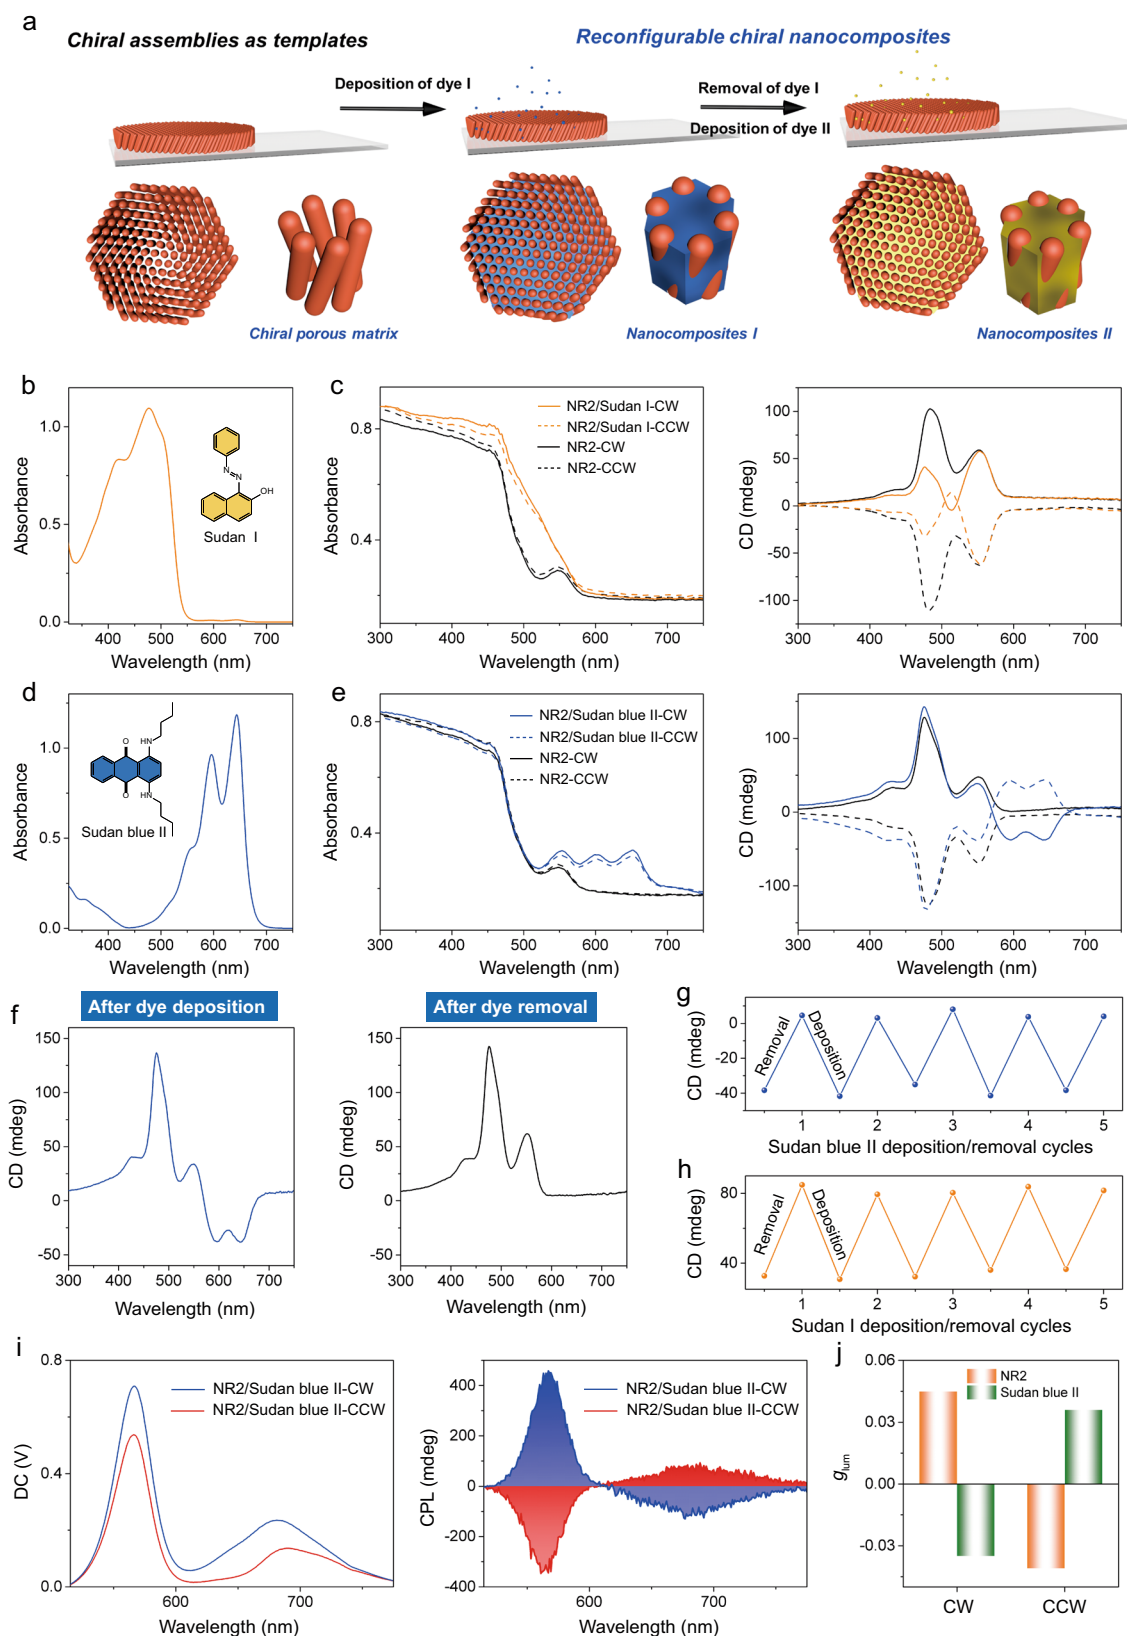 a
Chiral assemblies as templates
Reconfigurable chiral nanocomposites
Deposition of dye I
Removal of dye I
Deposition of dye II
Chiral porous matrix
Nanocomposites I
Nanocomposites II
b
Absorbance
1.0
0.5
0.0
N
N
OH
Sudan I
400 500 600 700
Wavelength (nm)
c
Absorbance
0.8
0.4
NR2/Sudan I-CW
NR2/Sudan I-CCW
NR2-CW
NR2-CCW
300 400 500 600 700
Wavelength (nm)
CD (mdeg)
100
50
0
-50
-100
300 400 500 600 700
Wavelength (nm)
d
Absorbance
1.0
0.5
0.0
O
HN
O
HN
Sudan blue II
400 500 600 700
Wavelength (nm)
e
Absorbance
0.8
0.4
NR2/Sudan blue II-CW
NR2/Sudan blue II-CCW
NR2-CW
NR2-CCW
300 400 500 600 700
Wavelength (nm)
CD (mdeg)
100
0
-100
300 400 500 600 700
Wavelength (nm)
f
After dye deposition
CD (mdeg)
150
100
50
0
-50
300 400 500 600 700
Wavelength (nm)
After dye removal
CD (mdeg)
150
100
50
0
-50
300 400 500 600 700
Wavelength (nm)
g
CD (mdeg)
0
-20
-40
Removal
Deposition
1 2 3 4 5
Sudan blue II deposition/removal cycles
h
CD (mdeg)
80
40
Removal
Deposition
1 2 3 4 5
Sudan I deposition/removal cycles
i
DC (V)
0.8
0.4
0.0
NR2/Sudan blue II-CW
NR2/Sudan blue II-CCW
600 700
Wavelength (nm)
CPL (mdeg)
400
200
0
-200
-400
NR2/Sudan blue II-CW
NR2/Sudan blue II-CCW
600 700
Wavelength (nm)
j
glum
0.06
0.03
0.00
-0.03
NR2
Sudan blue II
CW CCW